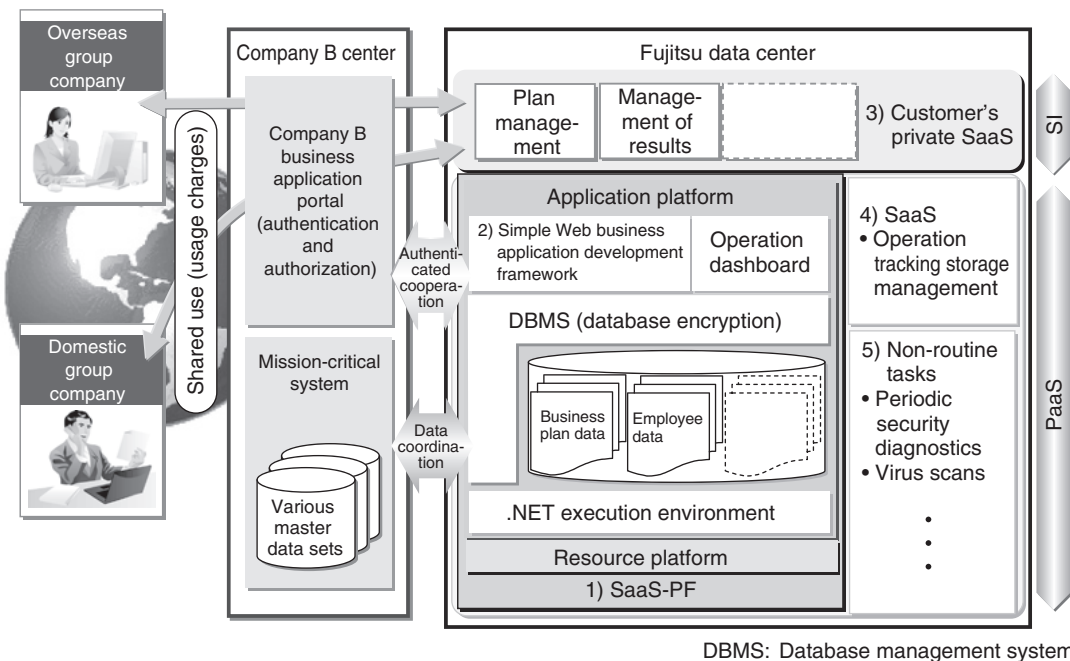 Overseas
group
company
Domestic
group
company
Shared use (usage charges)
Company B center
Company B
business
application
portal
(authentication
and
authorization)
Mission-critical
system
Various
master
data sets
Authenti-
cated
coopera-
tion
Data
coordina-
tion
Fujitsu data center
Plan
manage-
ment
Manage-
ment of
results
3) Customer's
private SaaS
Application platform
2) Simple Web business
application development
framework
Operation
dashboard
DBMS (database encryption)
Business
plan data
Employee
data
.NET execution environment
Resource platform
1) SaaS-PF
4) SaaS
• Operation
tracking storage
management
5) Non-routine
tasks
• Periodic
security
diagnostics
• Virus scans
•
•
•
SI
PaaS
DBMS: Database management system